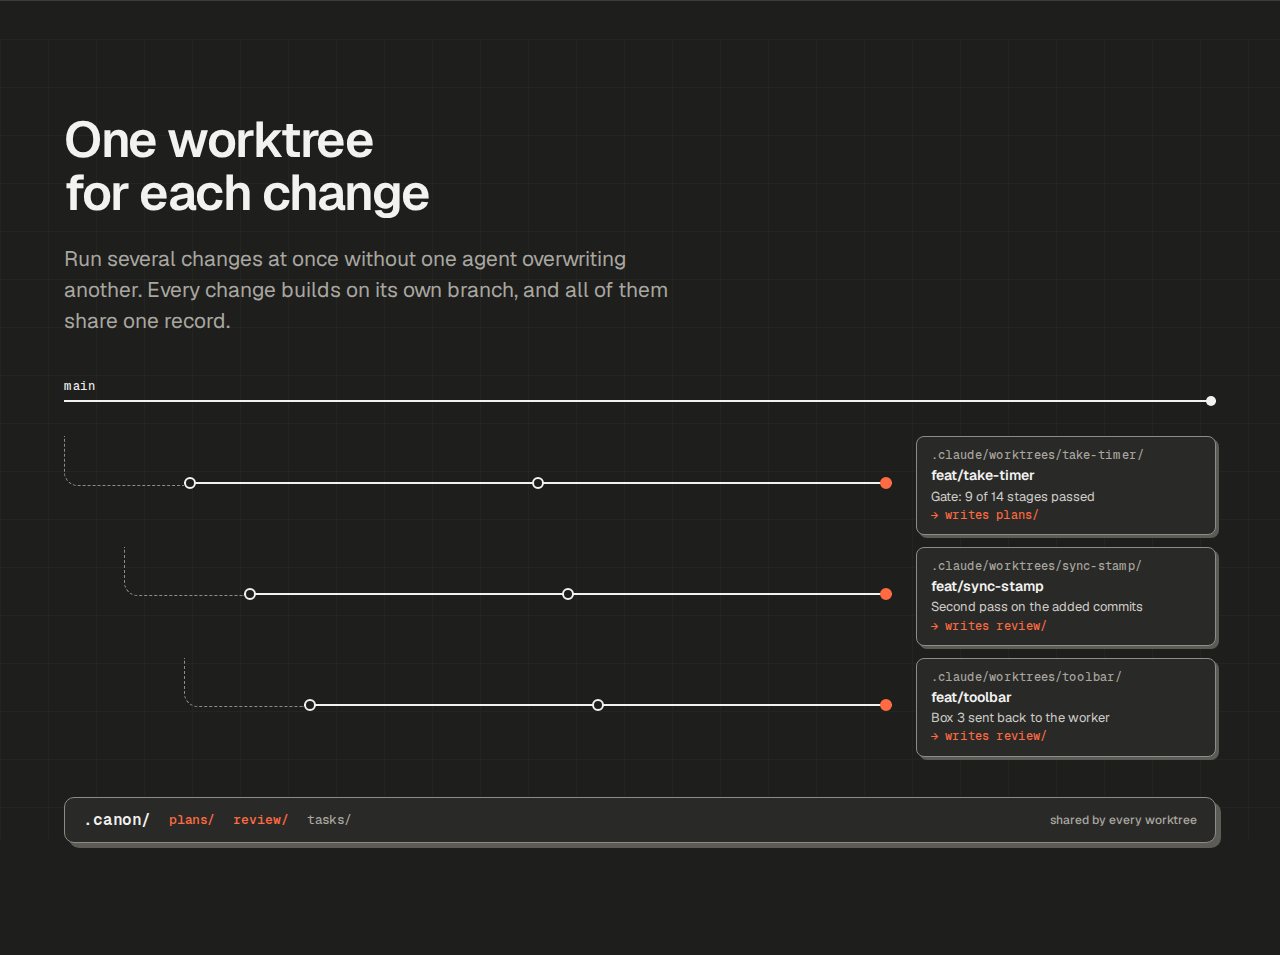 One worktree
for each change
Run several changes at once without one agent overwriting
another. Every change builds on its own branch, and all of them
share one record.
main
.claude/worktrees/take-timer/
feat/take-timer
Gate: 9 of 14 stages passed
→ writes plans/
.claude/worktrees/sync-stamp/
feat/sync-stamp
Second pass on the added commits
→ writes review/
.claude/worktrees/toolbar/
feat/toolbar
Box 3 sent back to the worker
→ writes review/
.canon/ plans/ review/ tasks/ shared by every worktree